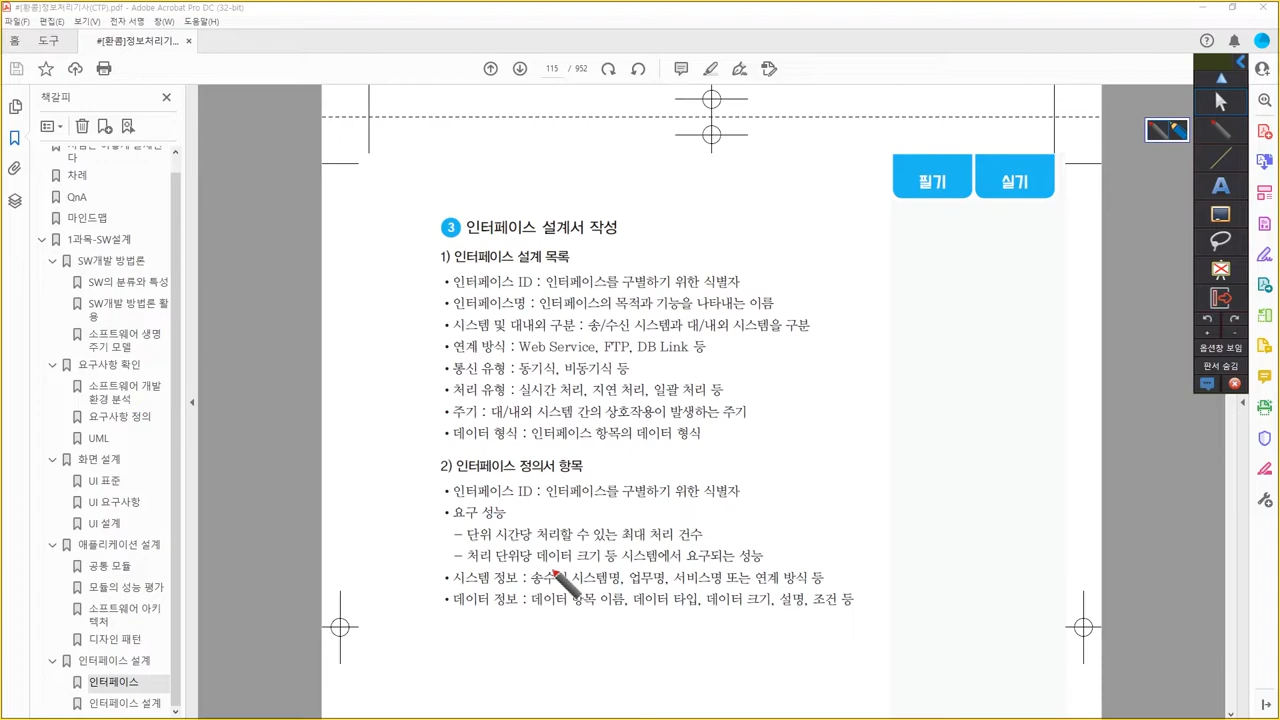 #[환콩]정보처리기사(CTP).pdf - Adobe Acrobat Pro DC (32-bit)
파일(F) 편집(E) 보기(V) 전자 서명 창(W) 도움말(H)
홈 도구 #[환콩]정보처리기... ×
115 / 952
책갈피
다
차례
QnA
마인드맵
1과목-SW설계
SW개발 방법론
SW의 분류와 특성
SW개발 방법론 활
용
소프트웨어 생명
주기 모델
요구사항 확인
소프트웨어 개발
환경 분석
요구사항 정의
UML
화면 설계
UI 표준
UI 요구사항
UI 설계
애플리케이션 설계
공통 모듈
모듈의 성능 평가
소프트웨어 아키
텍처
디자인 패턴
인터페이스 설계
인터페이스
인터페이스 설계
필기 실기
3 인터페이스 설계서 작성
1) 인터페이스 설계 목록
• 인터페이스 ID : 인터페이스를 구별하기 위한 식별자
• 인터페이스명 : 인터페이스의 목적과 기능을 나타내는 이름
• 시스템 및 대내외 구분 : 송/수신 시스템과 대/내외 시스템을 구분
• 연계 방식 : Web Service, FTP, DB Link 등
• 통신 유형 : 동기식, 비동기식 등
• 처리 유형 : 실시간 처리, 지연 처리, 일괄 처리 등
• 주기 : 대/내외 시스템 간의 상호작용이 발생하는 주기
• 데이터 형식 : 인터페이스 항목의 데이터 형식
2) 인터페이스 정의서 항목
• 인터페이스 ID : 인터페이스를 구별하기 위한 식별자
• 요구 성능
– 단위 시간당 처리할 수 있는 최대 처리 건수
– 처리 단위당 데이터 크기 등 시스템에서 요구되는 성능
• 시스템 정보 : 시스템명, 업무명, 서비스명 또는 연계 방식 등
• 데이터 정보 : 데이터 항목 이름, 데이터 타입, 데이터 크기, 설명, 조건 등
옵션창 보임
판서 숨김